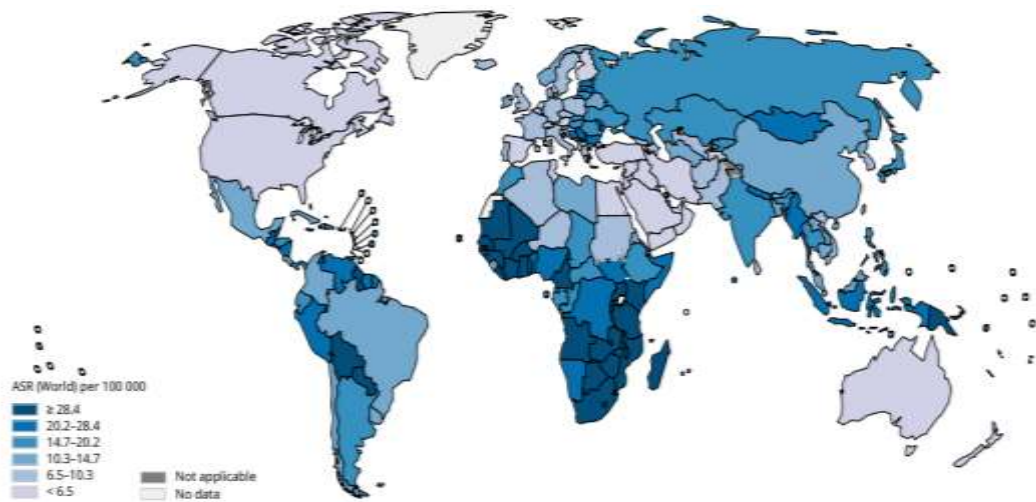 ASR (World) per 100 000
≥ 28.4
20.2–28.4
14.7–20.2
10.3–14.7
6.5–10.3
< 6.5
Not applicable
No data